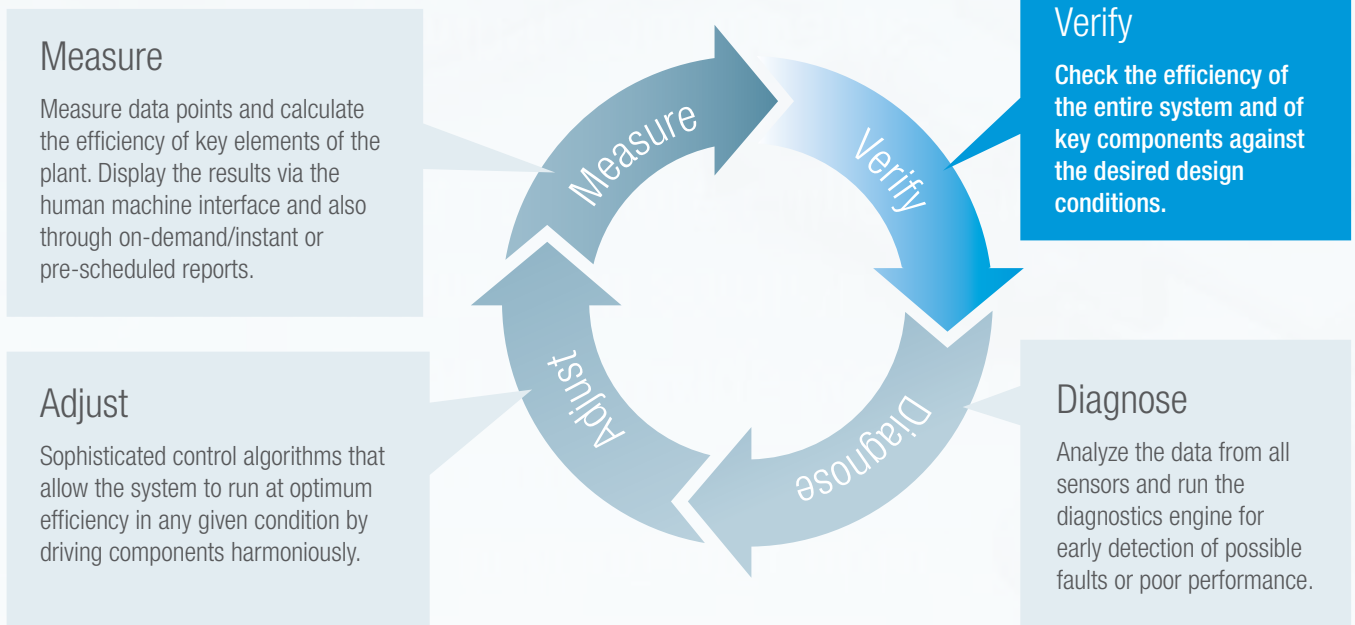 Measure
Measure data points and calculate
the efficiency of key elements of the
plant. Display the results via the
human machine interface and also
through on-demand/instant or
pre-scheduled reports.
Adjust
Sophisticated control algorithms that
allow the system to run at optimum
efficiency in any given condition by
driving components harmoniously.
Measure
Verify
Diagnose
Adjust
Verify
Check the efficiency of
the entire system and of
key components against
the desired design
conditions.
Diagnose
Analyze the data from all
sensors and run the
diagnostics engine for
early detection of possible
faults or poor performance.